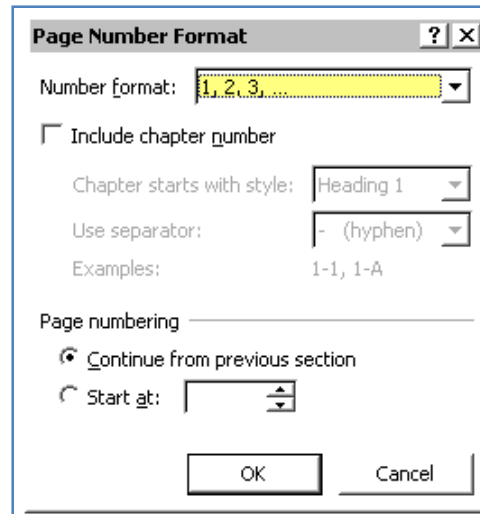 Page Number Format ? X
Number format: 1, 2, 3, ...
Include chapter number
Chapter starts with style: Heading 1
Use separator: - (hyphen)
Examples: 1-1, 1-A
Page numbering
Continue from previous section
Start at:
OK Cancel